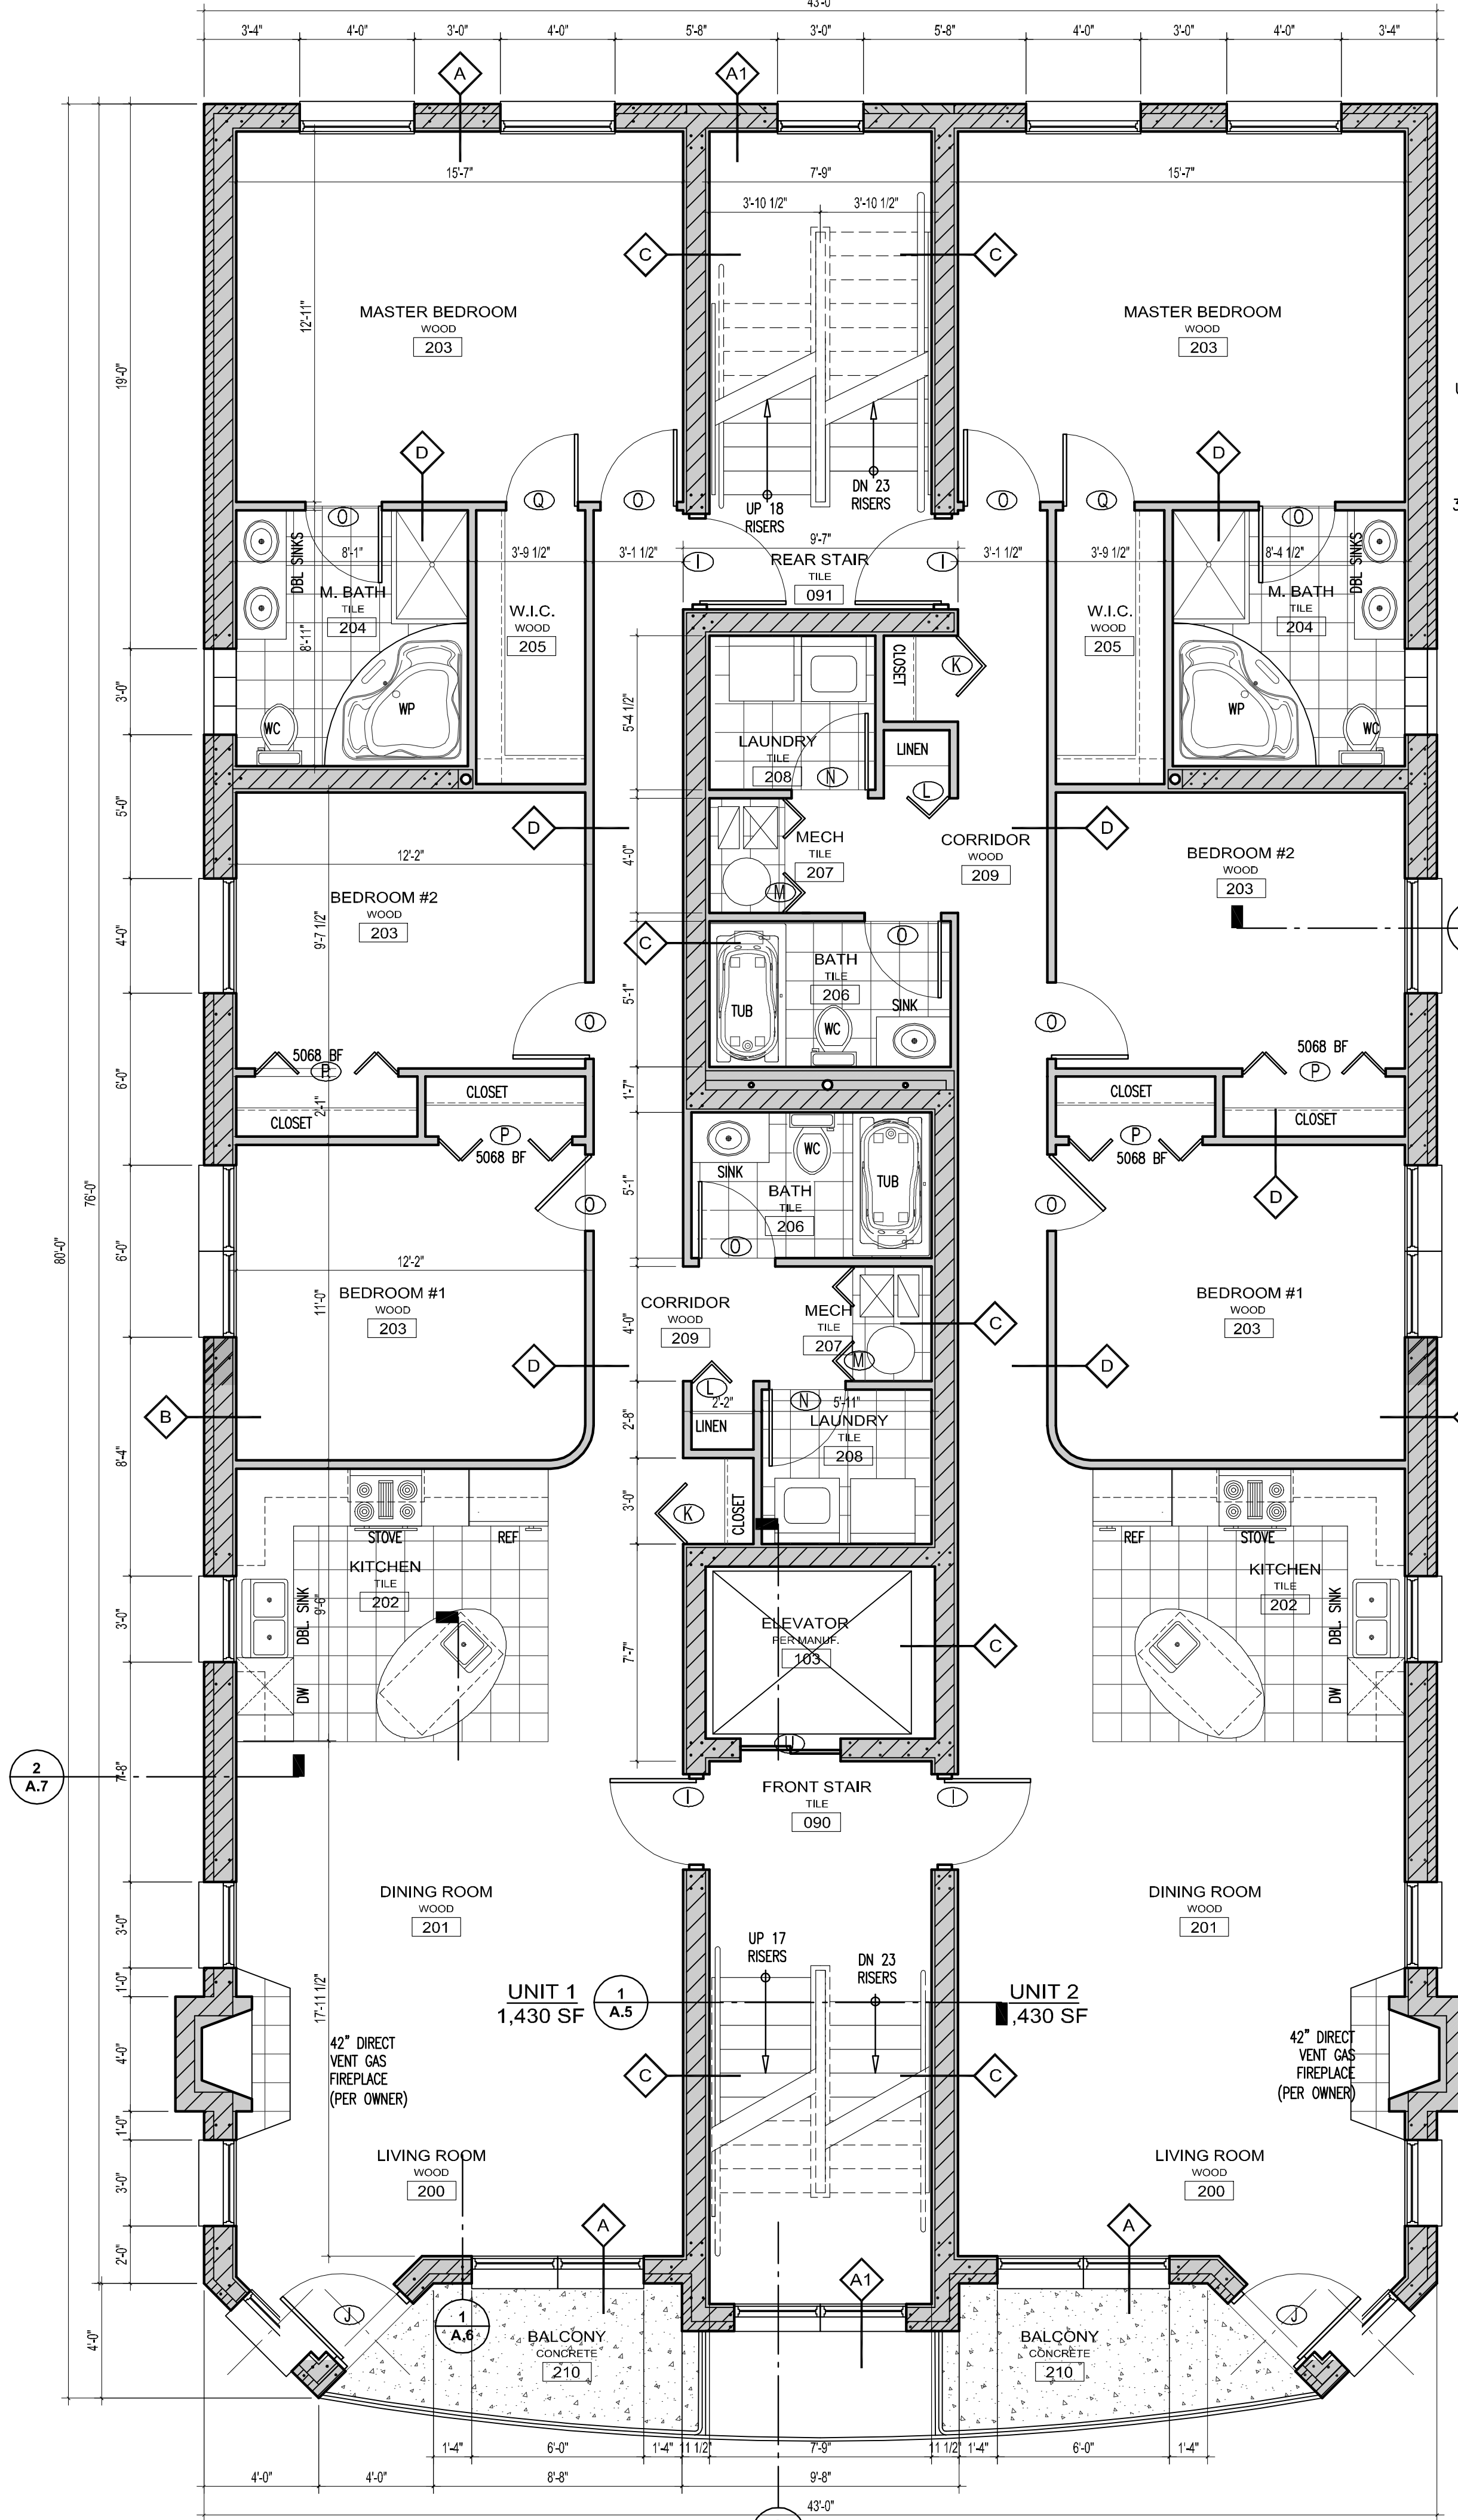 43'-0"
3'-4" 4'-0" 3'-0" 4'-0" 5'-8" 3'-0" 5'-8" 4'-0" 3'-0" 4'-0" 3'-4"
A A1
15'-7" 7'-9" 15'-7"
3'-10 1/2" 3'-10 1/2"
C C
12'-11"
MASTER BEDROOM
WOOD
203
MASTER BEDROOM
WOOD
203
19'-0"
D D
Q O O Q
UP 18
RISERS
DN 23
RISERS
O O
8'-1" 3'-9 1/2" 3'-1 1/2" 9'-7" 3'-1 1/2" 3'-9 1/2" 8'-4 1/2"
DBL SINKS
DBL SINKS
I I
REAR STAIR
TILE
091
M. BATH
TILE
204
8'-11"
W.I.C.
WOOD
205
W.I.C.
WOOD
205
M. BATH
TILE
204
CLOSET
K
3'-0"
5'-4 1/2"
WP WP
WC WC
LAUNDRY
TILE
208
N
LINEN
L
5'-0"
D D
MECH
TILE
207
M
CORRIDOR
WOOD
209
4'-0"
12'-2"
BEDROOM #2
WOOD
203
BEDROOM #2
WOOD
203
9'-7 1/2"
4'-0"
C
BATH
TILE
206
O
TUB
WC
SINK
5'-1"
O O
5068 BF
P
5068 BF
P
6'-0"
2'-1"
CLOSET
CLOSET
CLOSET
CLOSET
1'-7"
P
5068 BF
P
5068 BF
WC
SINK
TUB
BATH
TILE
206
O
5'-1"
D
O O
76'-0"
80'-0"
6'-0"
12'-2"
BEDROOM #1
WOOD
203
11'-0"
BEDROOM #1
WOOD
203
CORRIDOR
WOOD
209
4'-0"
MECH
TILE
207
M
C
D D
B
L
2'-2"
N
5'-11"
LINEN
LAUNDRY
TILE
208
2'-8"
8'-4"
3'-0"
K
CLOSET
STOVE REF
REF STOVE
KITCHEN
TILE
202
9'-6"
KITCHEN
TILE
202
DBL. SINK
DBL. SINK
3'-0"
DW
DW
ELEVATOR
PER MANUF.
103
C
7'-7"
U
2
A.7
7'-8"
I I
FRONT STAIR
TILE
090
DINING ROOM
WOOD
201
DINING ROOM
WOOD
201
3'-0"
UP 17
RISERS
DN 23
RISERS
1'-0"
17'-11 1/2"
UNIT 1
1,430 SF
1
A.5
UNIT 2
,430 SF
42" DIRECT
VENT GAS
FIREPLACE
(PER OWNER)
42" DIRECT
VENT GAS
FIREPLACE
(PER OWNER)
4'-0"
C C
1'-0"
LIVING ROOM
WOOD
200
LIVING ROOM
WOOD
200
3'-0"
A A
2'-0"
A1
J J
1
A.6
BALCONY
CONCRETE
210
BALCONY
CONCRETE
210
4'-0"
1'-4" 6'-0" 1'-4" 11 1/2" 7'-9" 11 1/2" 1'-4" 6'-0" 1'-4"
4'-0" 4'-0" 8'-8" 9'-8"
43'-0"